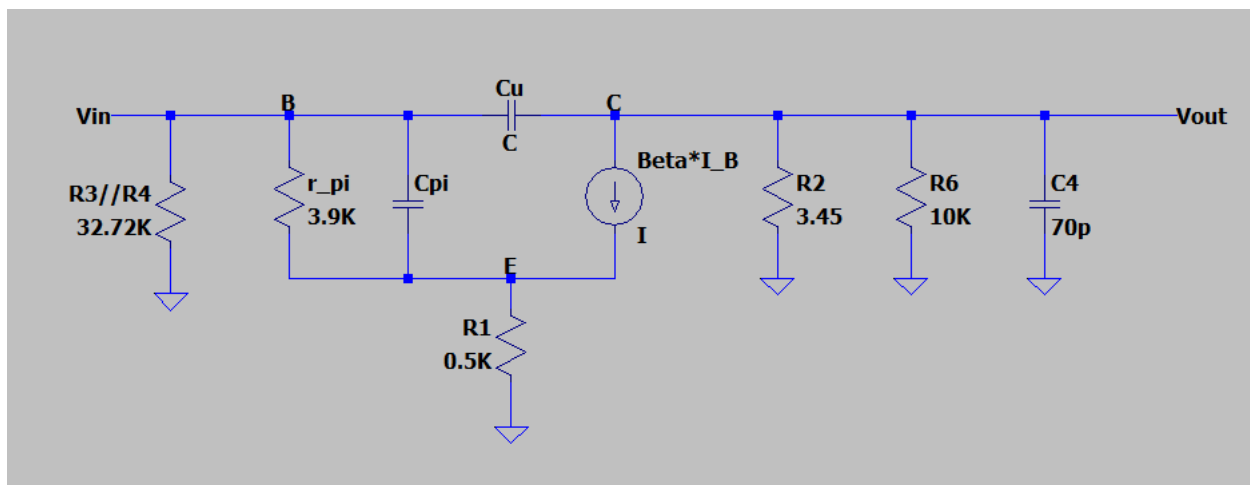 Cu
Vin
B
C
Vout
C
Beta*I_B
R3//R4
32.72K
r_pi
3.9K
Cpi
R2
3.45
R6
10K
C4
70p
I
E
R1
0.5K